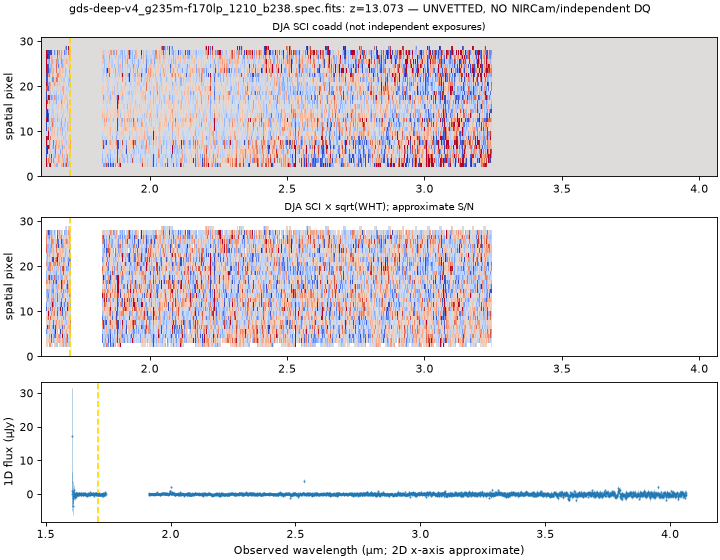 gds-deep-v4_g235m-f170lp_1210_b238.spec.fits: z=13.073 — UNVETTED, NO NIRCam/independent DQ
DJA SCI coadd (not independent exposures)
30
20
10
0
spatial pixel
2.0 2.5 3.0 3.5 4.0
DJA SCI × sqrt(WHT); approximate S/N
30
20
10
0
spatial pixel
2.0 2.5 3.0 3.5 4.0
30
20
10
0
1D flux (μJy)
1.5 2.0 2.5 3.0 3.5 4.0
Observed wavelength (μm; 2D x-axis approximate)